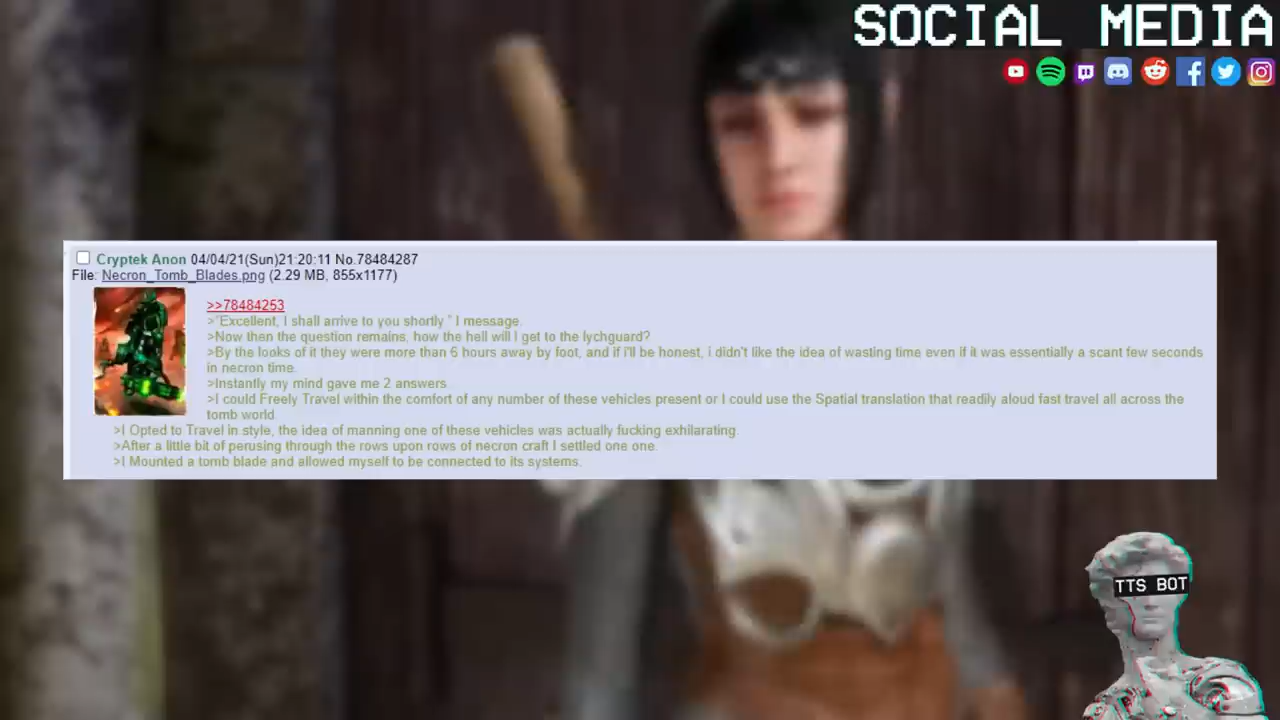 SOCIAL MEDIA
Cryptek Anon 04/04/21(Sun)21:20:11 No.78484287
File: Necron_Tomb_Blades.png (2.29 MB, 855x1177)
>>78484253
>"Excellent, I shall arrive to you shortly " I message.
>Now then the question remains, how the hell will I get to the lychguard?
>By the looks of it they were more than 6 hours away by foot, and if i'll be honest, i didn't like the idea of wasting time even if it was essentially a scant few seconds
in necron time.
>Instantly my mind gave me 2 answers.
>I could Freely Travel within the comfort of any number of these vehicles present or I could use the Spatial translation that readily aloud fast travel all across the
tomb world.
>I Opted to Travel in style, the idea of manning one of these vehicles was actually fucking exhilarating.
>After a little bit of perusing through the rows upon rows of necron craft I settled one one.
>I Mounted a tomb blade and allowed myself to be connected to its systems.
TTS BOT